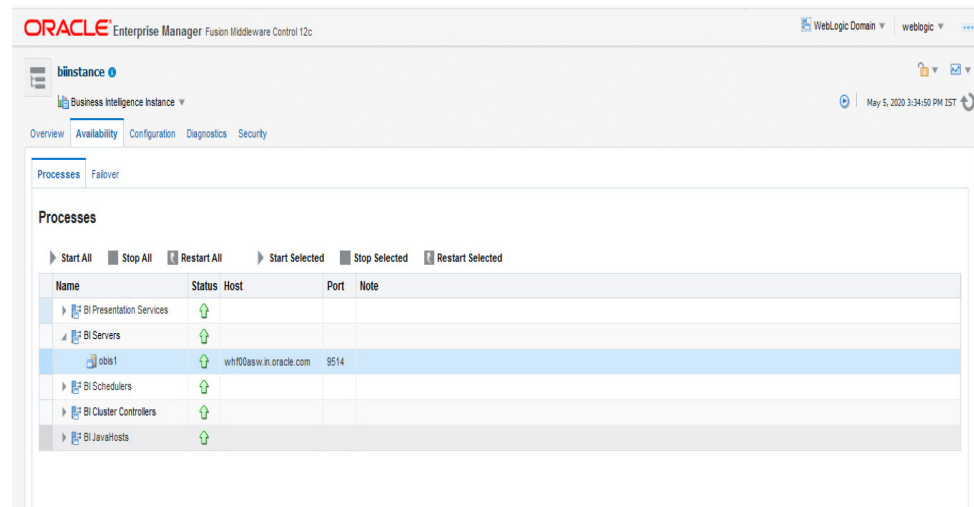 ORACLE Enterprise Manager Fusion Middleware Control 12c
WebLogic Domain weblogic
biinstance
Business Intelligence Instance
May 5, 2020 3:34:50 PM IST
Overview Availability Configuration Diagnostics Security
Processes Failover
Processes
Start All Stop All Restart All Start Selected Stop Selected Restart Selected
Name Status Host Port Note
BI Presentation Services
BI Servers
obis1 whf00asw.in.oracle.com 9514
BI Schedulers
BI Cluster Controllers
BI JavaHosts